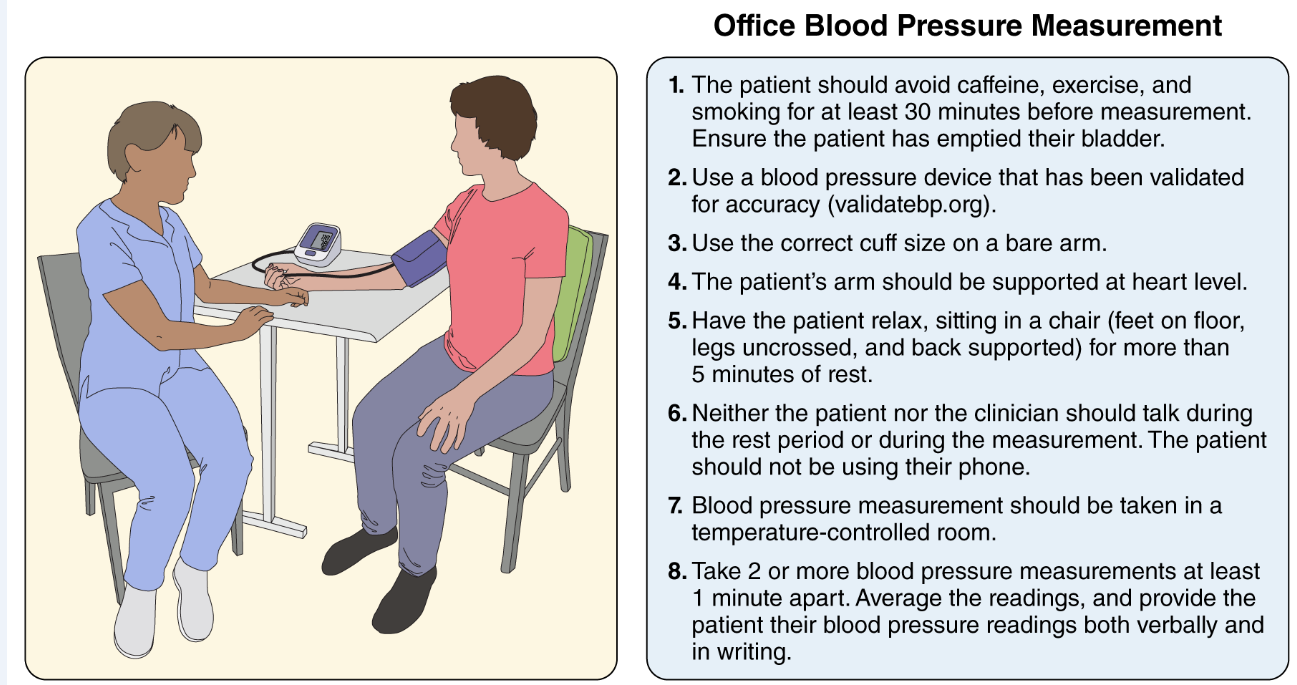 Office Blood Pressure Measurement
1. The patient should avoid caffeine, exercise, and
smoking for at least 30 minutes before measurement.
Ensure the patient has emptied their bladder.
2. Use a blood pressure device that has been validated
for accuracy (validatebp.org).
3. Use the correct cuff size on a bare arm.
4. The patient's arm should be supported at heart level.
5. Have the patient relax, sitting in a chair (feet on floor,
legs uncrossed, and back supported) for more than
5 minutes of rest.
6. Neither the patient nor the clinician should talk during
the rest period or during the measurement. The patient
should not be using their phone.
7. Blood pressure measurement should be taken in a
temperature-controlled room.
8. Take 2 or more blood pressure measurements at least
1 minute apart. Average the readings, and provide the
patient their blood pressure readings both verbally and
in writing.